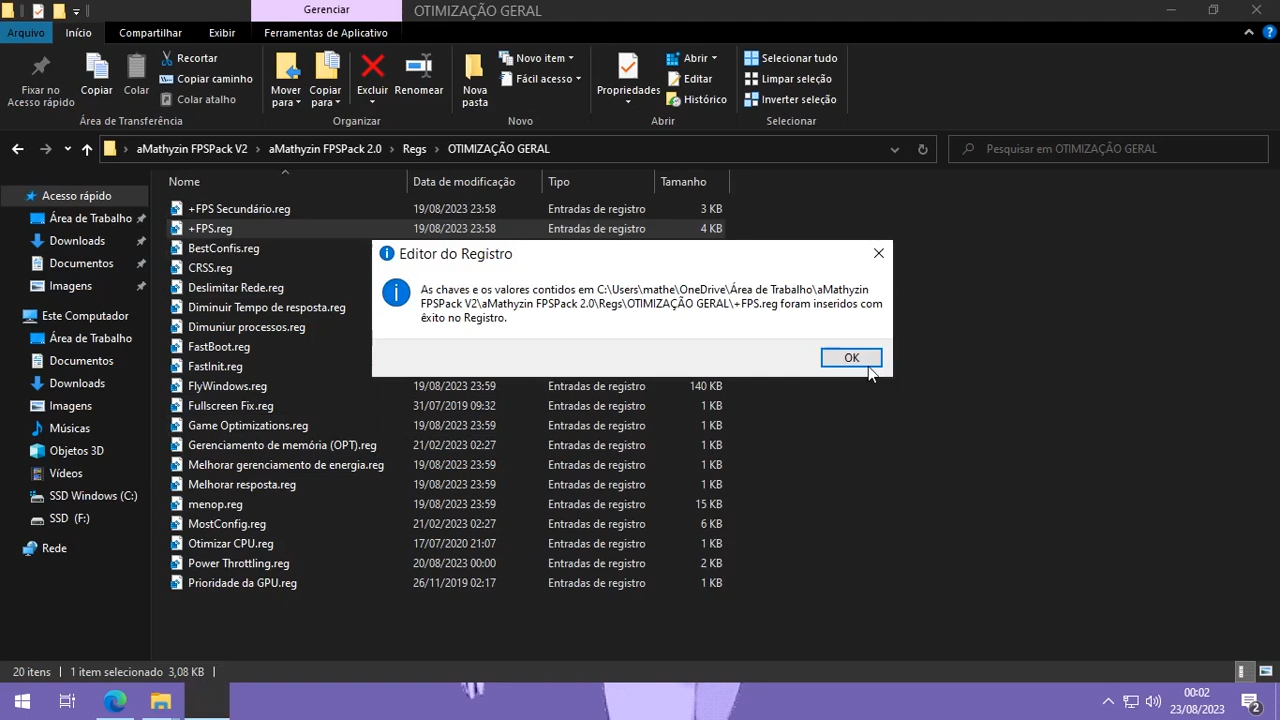 Gerenciar
OTIMIZAÇÃO GERAL
Arquivo
Início
Compartilhar
Exibir
Ferramentas de Aplicativo
Fixar no
Acesso rápido
Copiar
Colar
Recortar
Copiar caminho
Colar atalho
Mover
para
Copiar
para
Excluir
Renomear
Nova
pasta
Novo item
Fácil acesso
Propriedades
Abrir
Editar
Histórico
Selecionar tudo
Limpar seleção
Inverter seleção
Área de Transferência
Organizar
Novo
Abrir
Selecionar
aMathyzin FPSPack V2 > aMathyzin FPSPack 2.0 > Regs > OTIMIZAÇÃO GERAL
Pesquisar em OTIMIZAÇÃO GERAL
Nome
Data de modificação
Tipo
Tamanho
Acesso rápido
Área de Trabalho
Downloads
Documentos
Imagens
Este Computador
Área de Trabalho
Documentos
Downloads
Imagens
Músicas
Objetos 3D
Vídeos
SSD Windows (C:)
SSD (F:)
Rede
+FPS Secundário.reg 19/08/2023 23:58 Entradas de registro 3 KB
+FPS.reg 19/08/2023 23:58 Entradas de registro 4 KB
BestConfis.reg
CRSS.reg
Deslimitar Rede.reg
Diminuir Tempo de resposta.reg
Dimuniur processos.reg
FastBoot.reg
FastInit.reg
FlyWindows.reg 19/08/2023 23:59 Entradas de registro 140 KB
Fullscreen Fix.reg 31/07/2019 09:32 Entradas de registro 1 KB
Game Optimizations.reg 19/08/2023 23:59 Entradas de registro 1 KB
Gerenciamento de memória (OPT).reg 21/02/2023 02:27 Entradas de registro 1 KB
Melhorar gerenciamento de energia.reg 19/08/2023 23:59 Entradas de registro 1 KB
Melhorar resposta.reg 19/08/2023 23:59 Entradas de registro 1 KB
menop.reg 19/08/2023 23:59 Entradas de registro 15 KB
MostConfig.reg 21/02/2023 02:27 Entradas de registro 6 KB
Otimizar CPU.reg 17/07/2020 21:07 Entradas de registro 1 KB
Power Throttling.reg 20/08/2023 00:00 Entradas de registro 2 KB
Prioridade da GPU.reg 26/11/2019 02:17 Entradas de registro 1 KB
Editor do Registro
As chaves e os valores contidos em C:\Users\mathe\OneDrive\Área de Trabalho\aMathyzin
FPSPack V2\aMathyzin FPSPack 2.0\Regs\OTIMIZAÇÃO GERAL\+FPS.reg foram inseridos com
êxito no Registro.
OK
20 itens
1 item selecionado 3,08 KB
00:02
23/08/2023
2